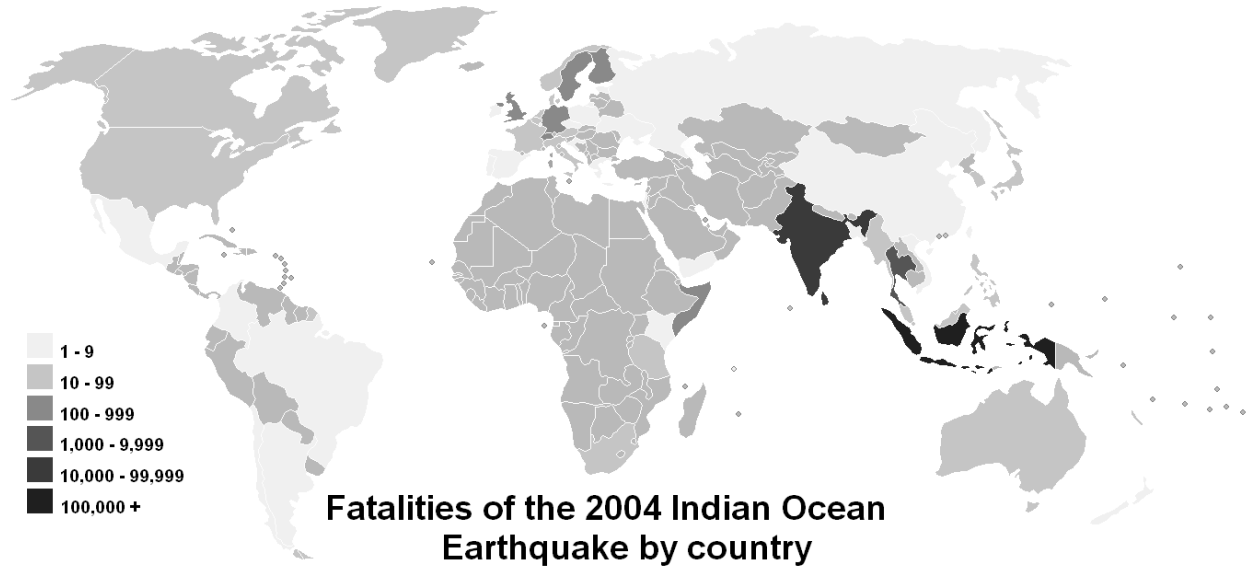 1 - 9
10 - 99
100 - 999
1,000 - 9,999
10,000 - 99,999
100,000 +
Fatalities of the 2004 Indian Ocean
Earthquake by country